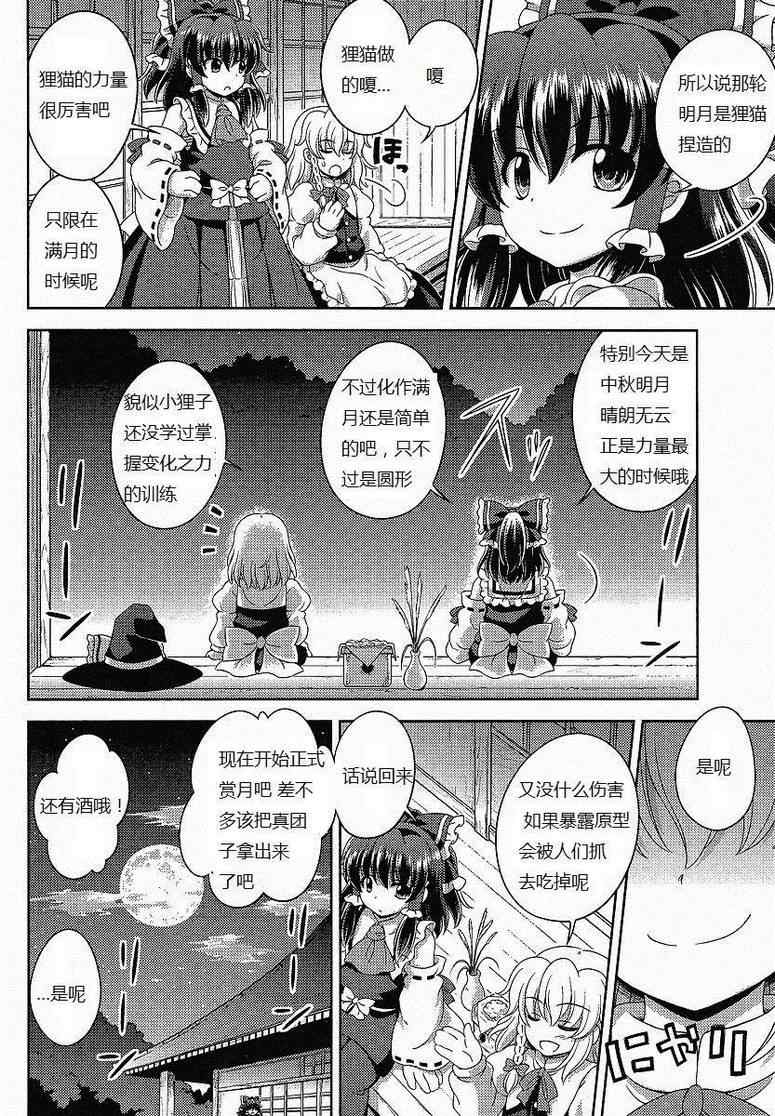 所以说那轮
明月是狸猫
捏造的
嗄
狸猫做
的嗄...
ほっ
狸猫的力量
很厉害吧
只限在
满月的
时候呢
特别今天是
中秋明月
晴朗无云
正是力量最
大的时候哦
不过化作满
月还是简单
的吧，只不
过是圆形
貌似小狸子
还没学过掌
握变化之力
的训练
是呢
にやり
又没什么伤害
如果暴露原型
会被人们抓
去吃掉呢
话说回来
现在开始正式
赏月吧 差不
多该把真团
子拿出来
了吧
还有酒哦！
...是呢